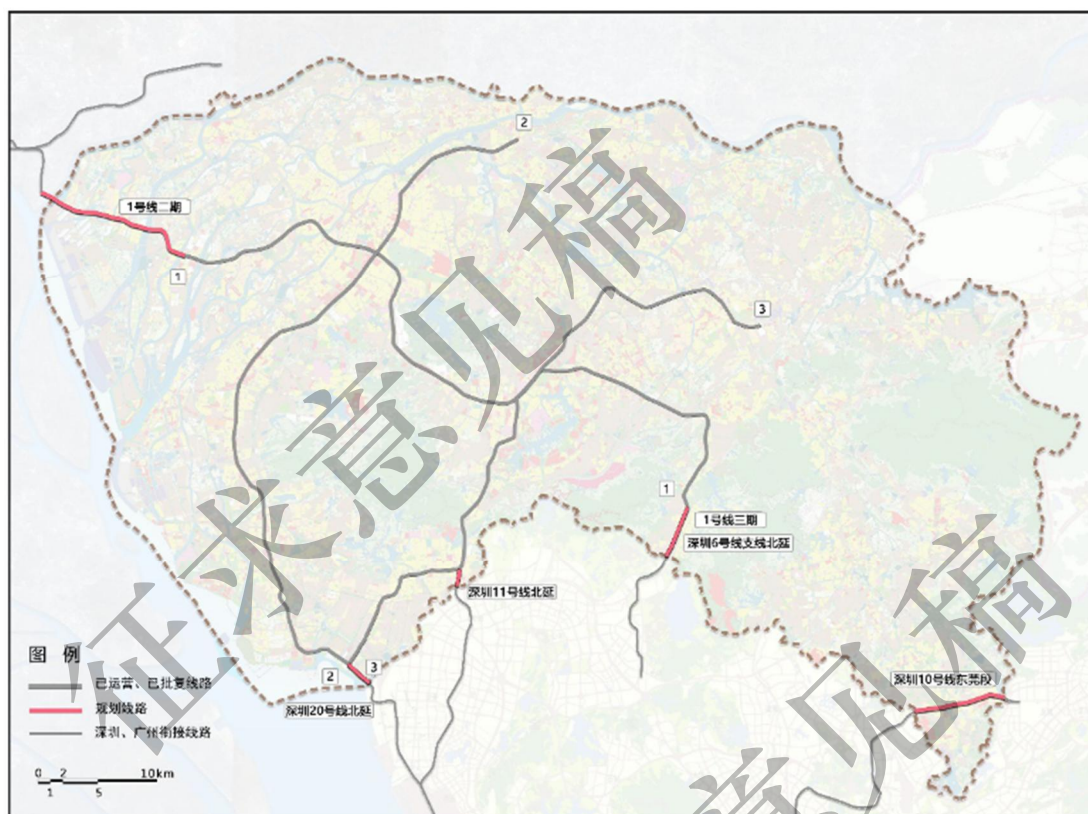 2
1号线二期
1
3
1
1号线三期
深圳6号线支线北延
深圳11号线北延
3
2
深圳20号线北延
深圳10号线东莞段
图 例
已运营、已批复线路
规划线路
深圳、广州衔接线路
0 2 10km
1 5
征求意见稿
意见稿